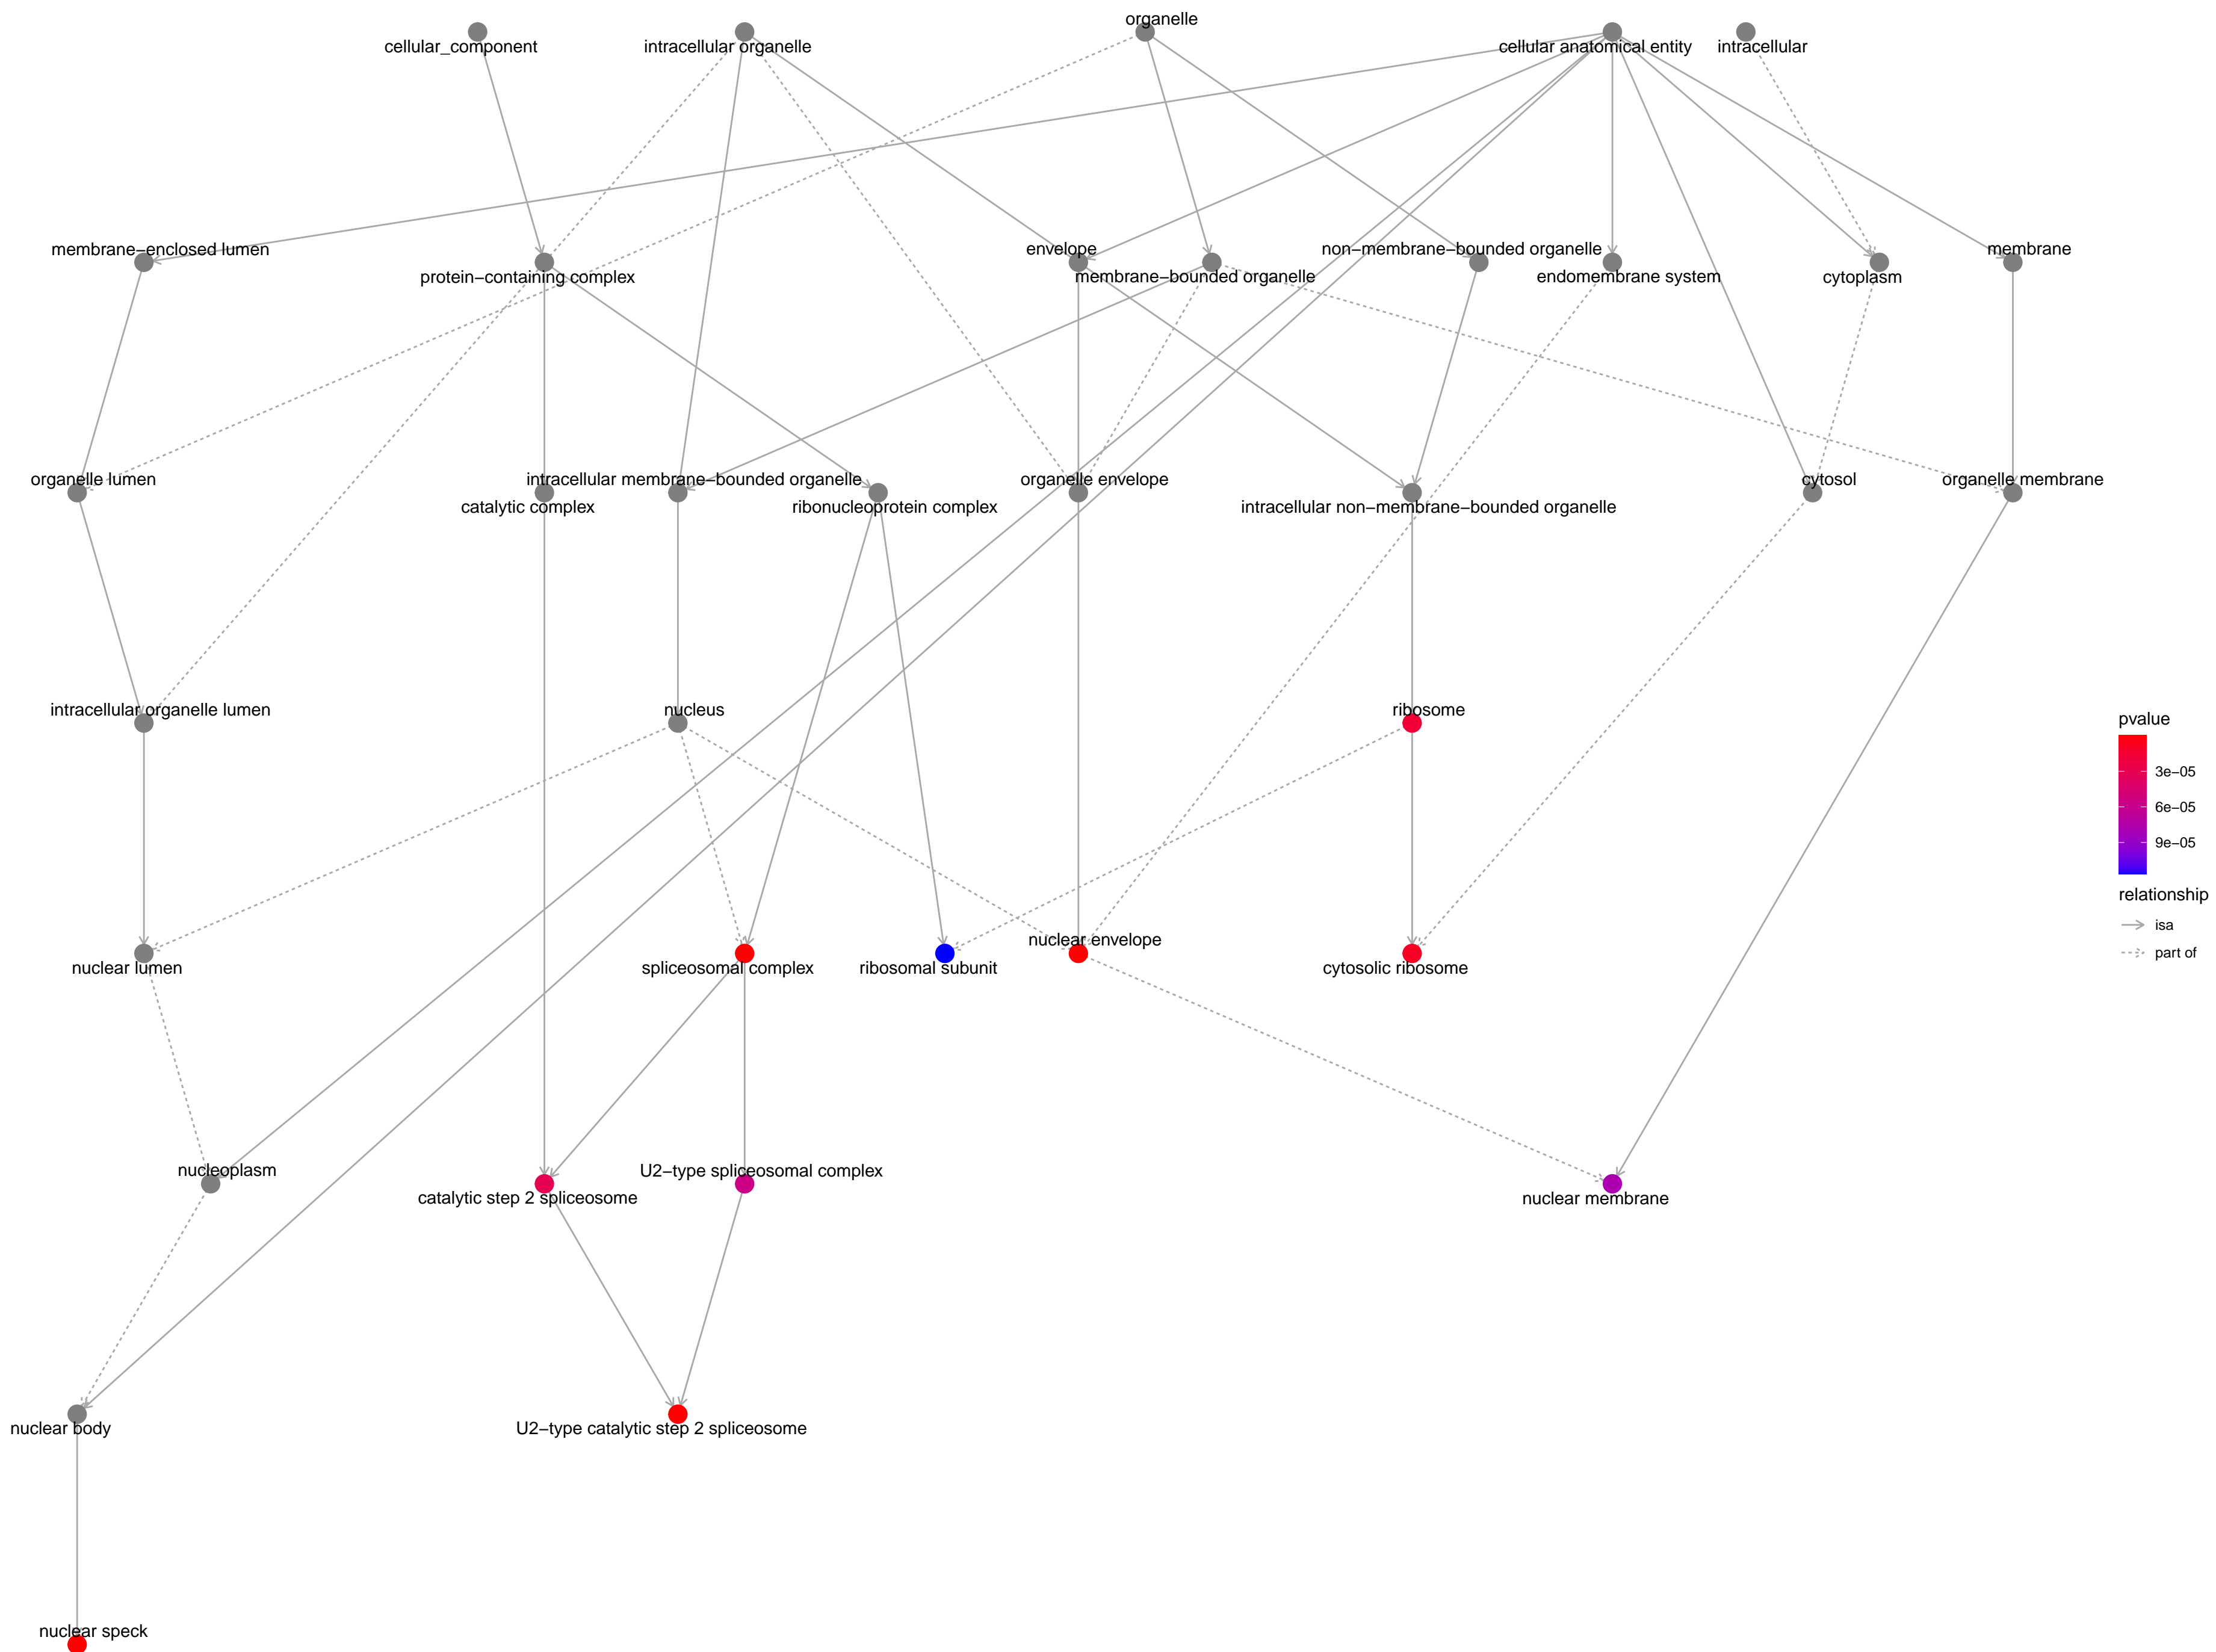 organelle
cellular_component
intracellular organelle
cellular anatomical entity
intracellular
membrane−enclosed lumen
envelope
non−membrane−bounded organelle
membrane
protein−containing complex
membrane−bounded organelle
endomembrane system
cytoplasm
organelle lumen
intracellular membrane−bounded organelle
organelle envelope
cytosol
organelle membrane
catalytic complex
ribonucleoprotein complex
intracellular non−membrane−bounded organelle
intracellular organelle lumen
nucleus
ribosome
pvalue
3e−05
6e−05
9e−05
relationship
isa
part of
nuclear envelope
nuclear lumen
spliceosomal complex
ribosomal subunit
cytosolic ribosome
nucleoplasm
U2−type spliceosomal complex
catalytic step 2 spliceosome
nuclear membrane
nuclear body
U2−type catalytic step 2 spliceosome
nuclear speck